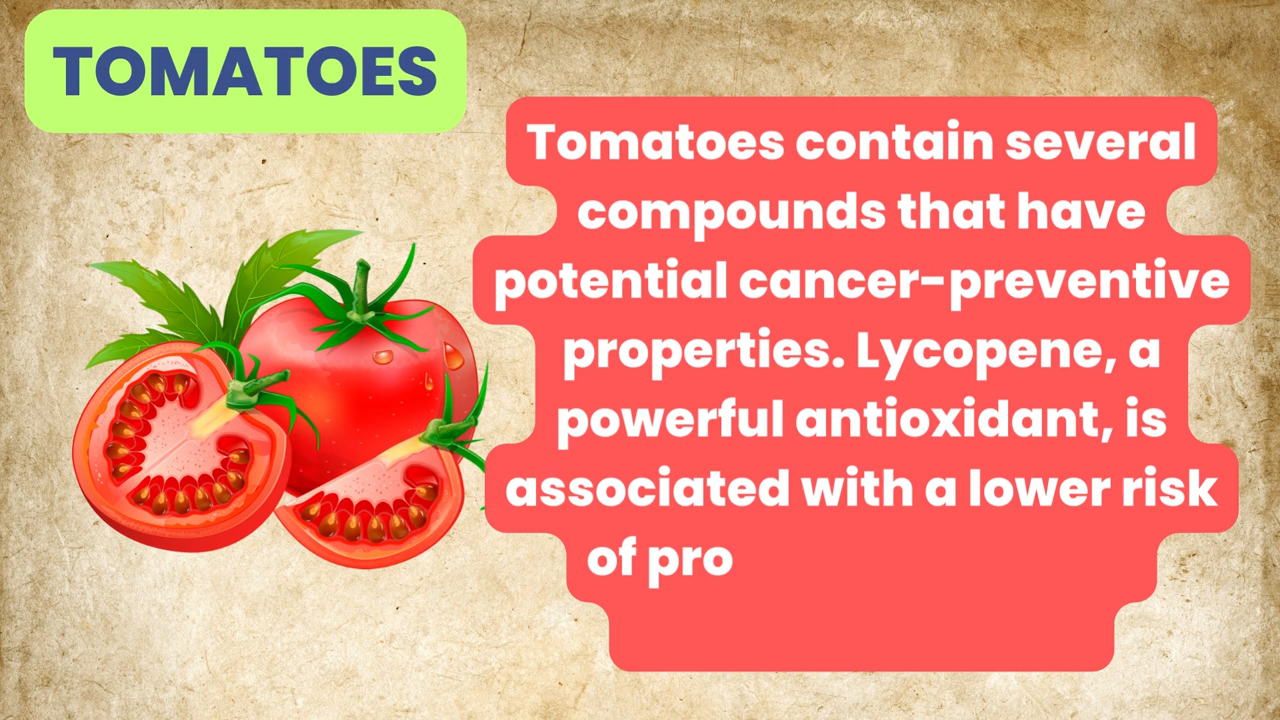 TOMATOES
Tomatoes contain several
compounds that have
potential cancer-preventive
properties. Lycopene, a
powerful antioxidant, is
associated with a lower risk
of pro